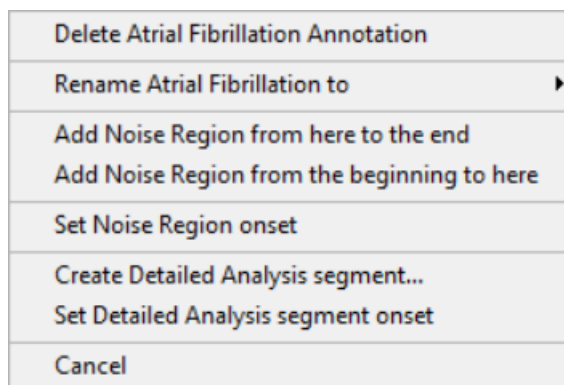 Delete Atrial Fibrillation Annotation
Rename Atrial Fibrillation to
Add Noise Region from here to the end
Add Noise Region from the beginning to here
Set Noise Region onset
Create Detailed Analysis segment...
Set Detailed Analysis segment onset
Cancel